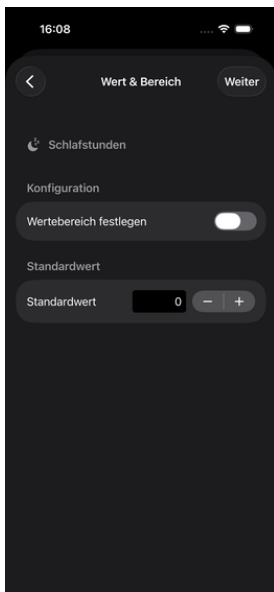 16:08
Wert & Bereich
Weiter
Schlafstunden
Konfiguration
Wertebereich festlegen
Standardwert
Standardwert 0 − +